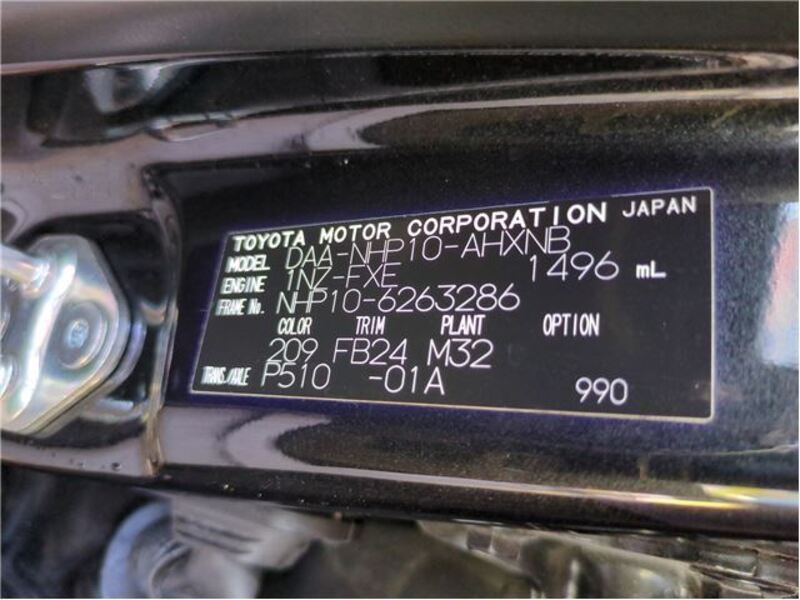 TOYOTA MOTOR CORPORATION JAPAN
MODEL DAA-NHP10-AHXNB
ENGINE 1NZ-FXE 1496 mL
FRAME No. NHP10-6263286
COLOR TRIM PLANT OPTION
209 FB24 M32
TRANS./AXLE P510 -01A 990